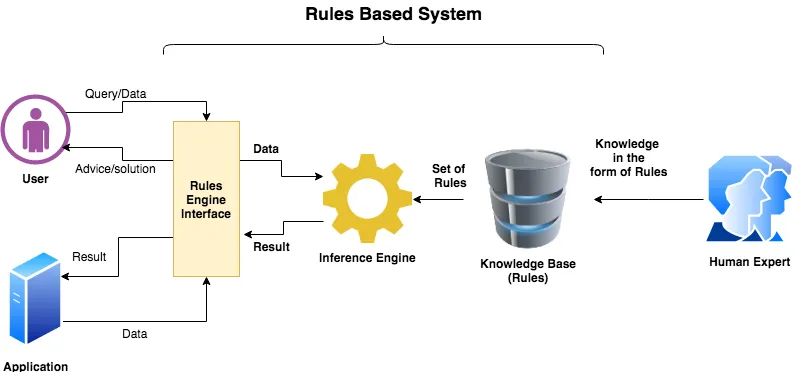 Rules Based System
Query/Data
User
Advice/solution
Rules
Engine
Interface
Data
Result
Inference Engine
Set of
Rules
Knowledge Base
(Rules)
Knowledge
in the
form of Rules
Human Expert
Result
Data
Application